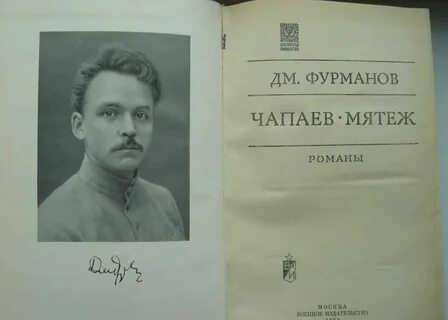 ДМ. ФУРМАНОВ
ЧАПАЕВ · МЯТЕЖ
РОМАНЫ
МОСКВА
ВОЕННОЕ ИЗДАТЕЛЬСТВО